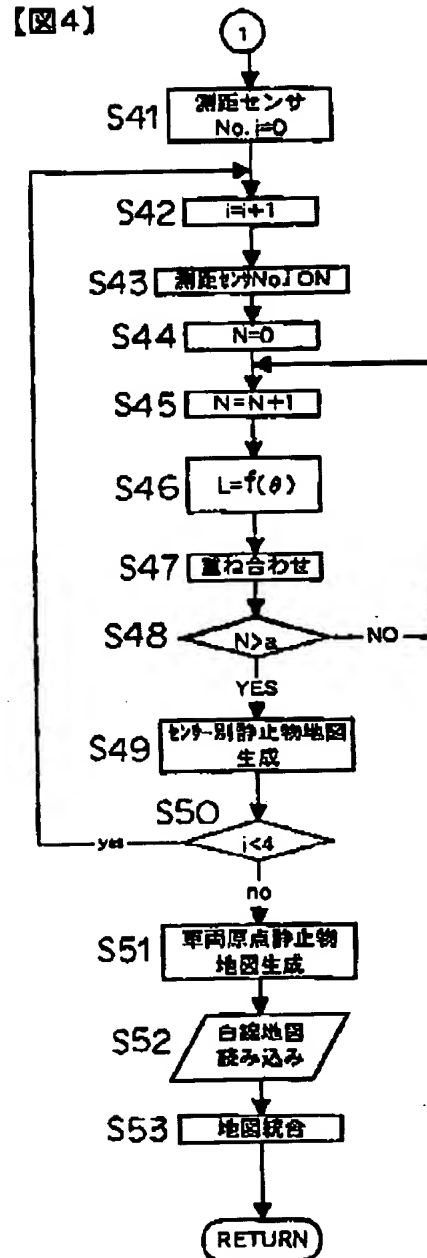 【図4】
1
S41
測距センサ
No. i=0
S42
i=i+1
S43
測距センサNo.i ON
S44
N=0
S45
N=N+1
S46
L=f(θ)
S47
重ね合わせ
S48
N>a
NO
YES
S49
センサー別静止物地図
生成
S50
i<4
yes
no
S51
車両原点静止物
地図生成
S52
白線地図
読み込み
S53
地図統合
RETURN